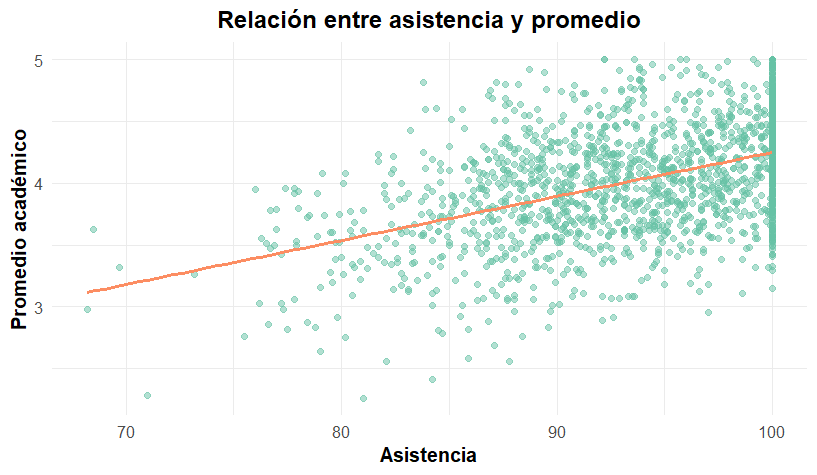 Relación entre asistencia y promedio
Promedio académico
5
4
3
70 80 90 100
Asistencia